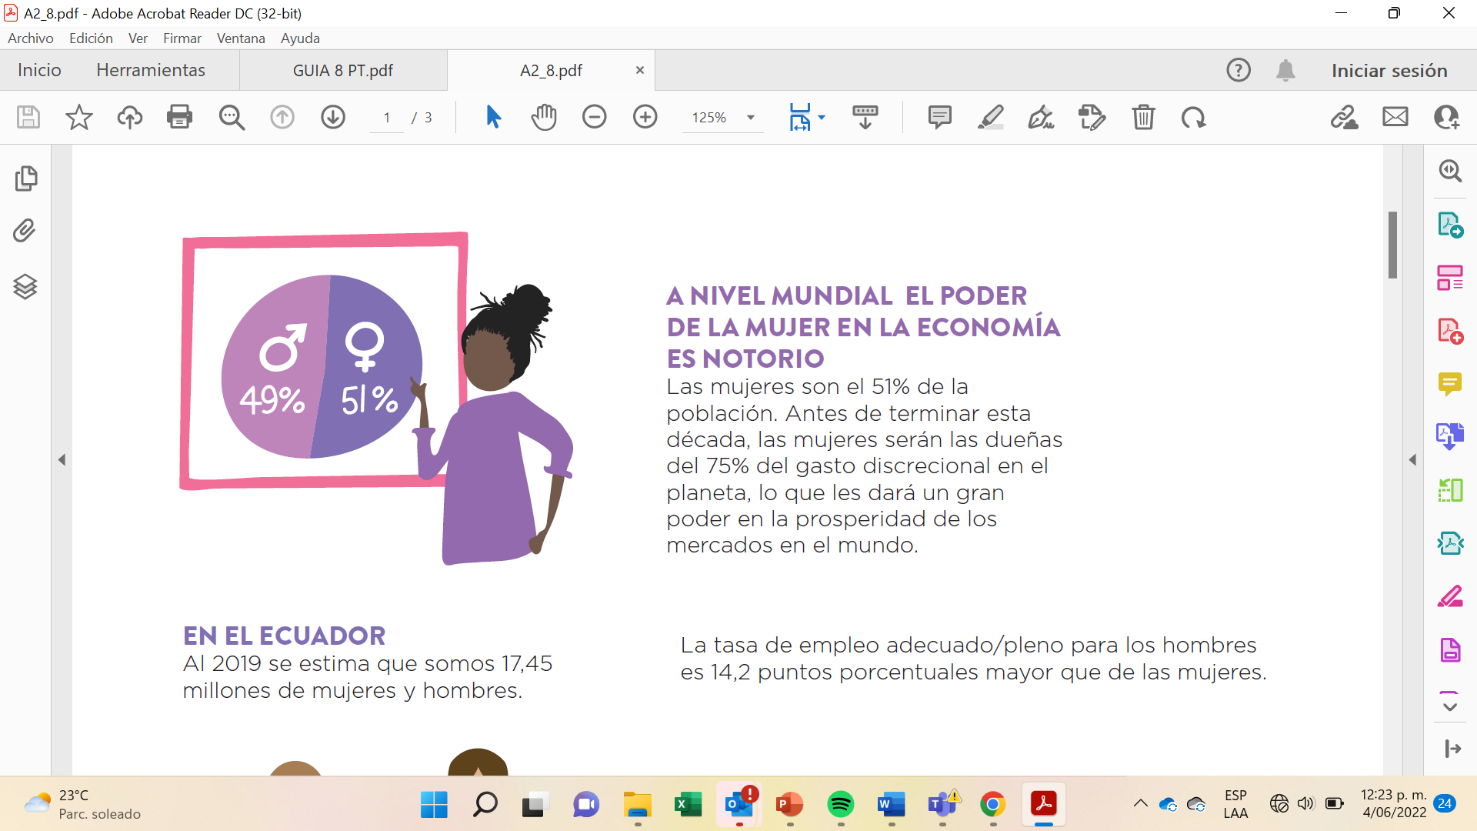 A2_8.pdf - Adobe Acrobat Reader DC (32-bit)
Archivo Edición Ver Firmar Ventana Ayuda
Inicio Herramientas GUIA 8 PT.pdf A2_8.pdf × Iniciar sesión
1 / 3 125%
49% 51%
A NIVEL MUNDIAL EL PODER
DE LA MUJER EN LA ECONOMÍA
ES NOTORIO
Las mujeres son el 51% de la
población. Antes de terminar esta
década, las mujeres serán las dueñas
del 75% del gasto discrecional en el
planeta, lo que les dará un gran
poder en la prosperidad de los
mercados en el mundo.
EN EL ECUADOR
Al 2019 se estima que somos 17,45
millones de mujeres y hombres.
La tasa de empleo adecuado/pleno para los hombres
es 14,2 puntos porcentuales mayor que de las mujeres.
23°C
Parc. soleado
ESP
LAA
12:23 p. m.
4/06/2022
24